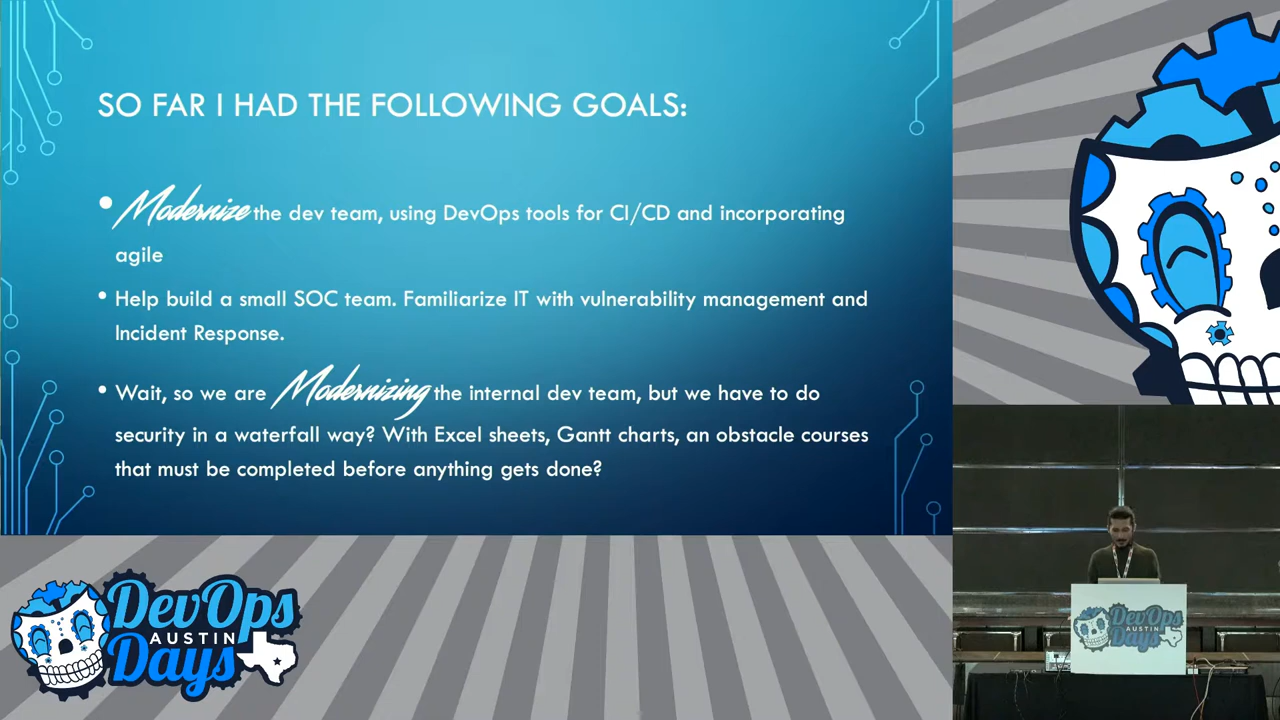 SO FAR I HAD THE FOLLOWING GOALS:
• Modernize the dev team, using DevOps tools for CI/CD and incorporating
agile
• Help build a small SOC team. Familiarize IT with vulnerability management and
Incident Response.
• Wait, so we are Modernizing the internal dev team, but we have to do
security in a waterfall way? With Excel sheets, Gantt charts, an obstacle courses
that must be completed before anything gets done?
DevOps
AUSTIN
Days
DevOps
AUSTIN
Days